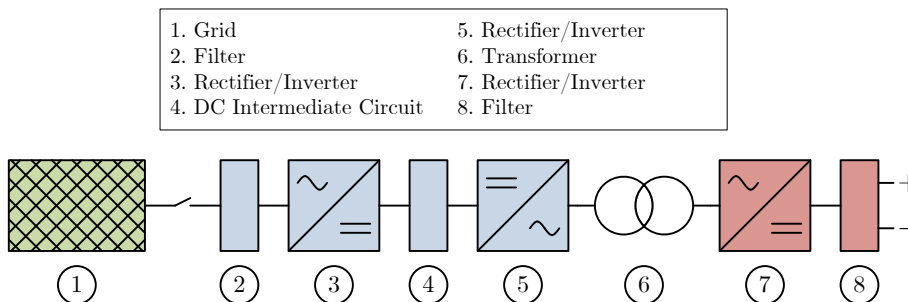 1. Grid
2. Filter
3. Rectifier/Inverter
4. DC Intermediate Circuit
5. Rectifier/Inverter
6. Transformer
7. Rectifier/Inverter
8. Filter
+
−
1 2 3 4 5 6 7 8